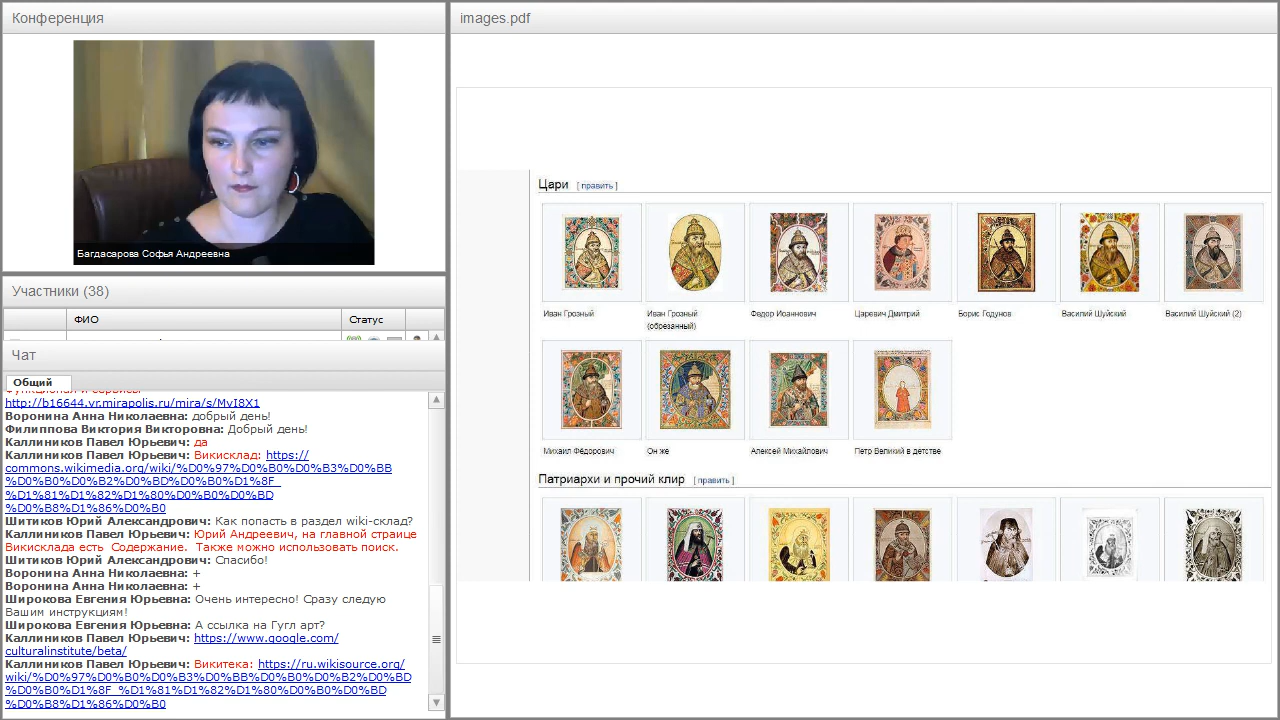 Конференция
Багдасарова Софья Андреевна
Участники (38)
ФИО
Статус
Чат
Общий
http://b16644.vr.mirapolis.ru/mira/s/MvI8X1
Воронина Анна Николаевна: добрый день!
Филиппова Виктория Викторовна: Добрый день!
Каллиников Павел Юрьевич: да
Каллиников Павел Юрьевич: Викисклад: https://
commons.wikimedia.org/wiki/%D0%97%D0%B0%D0%B3%D0%BB
%D0%B0%D0%B2%D0%BD%D0%B0%D1%8F_
%D1%81%D1%82%D1%80%D0%B0%D0%BD
%D0%B8%D1%86%D0%B0
Шитиков Юрий Александрович: Как попасть в раздел wiki-склад?
Каллиников Павел Юрьевич: Юрий Андреевич, на главной страице
Викисклада есть Содержание. Также можно использовать поиск.
Шитиков Юрий Александрович: Спасибо!
Воронина Анна Николаевна: +
Воронина Анна Николаевна: +
Широкова Евгения Юрьевна: Очень интересно! Сразу следую
Вашим инструкциям!
Широкова Евгения Юрьевна: А ссылка на Гугл арт?
Каллиников Павел Юрьевич: https://www.google.com/
culturalinstitute/beta/
Каллиников Павел Юрьевич: Викитека: https://ru.wikisource.org/
wiki/%D0%97%D0%B0%D0%B3%D0%BB%D0%B0%D0%B2%D0%BD
%D0%B0%D1%8F_%D1%81%D1%82%D1%80%D0%B0%D0%BD
%D0%B8%D1%86%D0%B0
images.pdf
Цари [ править ]
Иван Грозный
Иван Грозный
(обрезанный)
Федор Иоаннович
Царевич Дмитрий
Борис Годунов
Василий Шуйский
Василий Шуйский (2)
Михаил Фёдорович
Он же
Алексей Михайлович
Петр Великий в детстве
Патриархи и прочий клир [ править ]